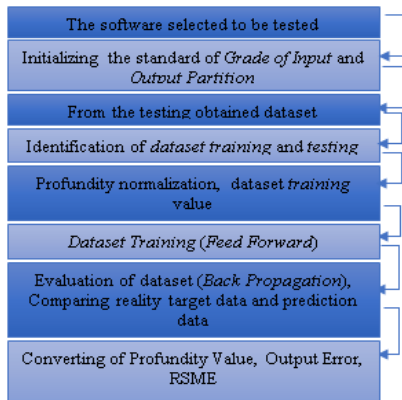 The software selected to be tested
Initializing the standard of Grade of Input and
Output Partition
From the testing obtained dataset
Identification of dataset training and testing
Profundity normalization, dataset training
value
Dataset Training (Feed Forward)
Evaluation of dataset (Back Propagation),
Comparing reality target data and prediction
data
Converting of Profundity Value, Output Error,
RSME